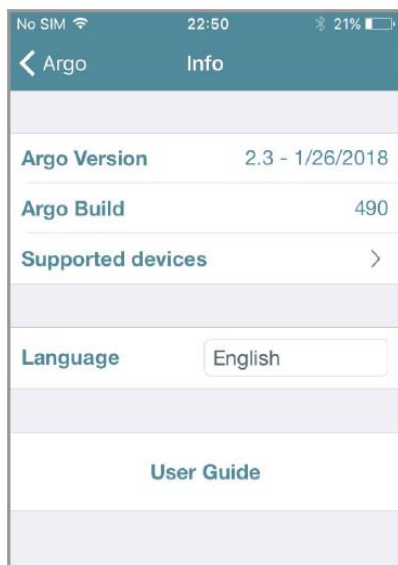 No SIM 22:50 21%
Argo Info
Argo Version 2.3 - 1/26/2018
Argo Build 490
Supported devices
Language English
User Guide